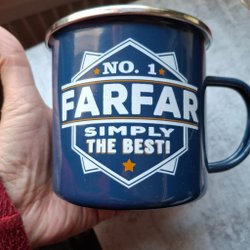 NO. 1
FARFAR
SIMPLY
THE BEST!